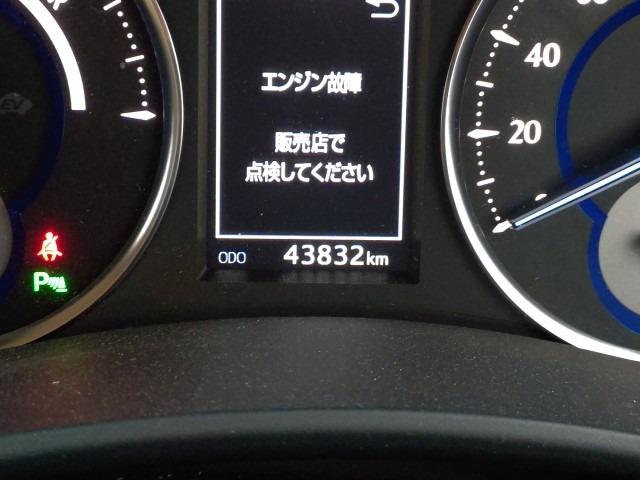 エンジン故障
販売店で
点検してください
ODO 43832km
40
20
EV
P